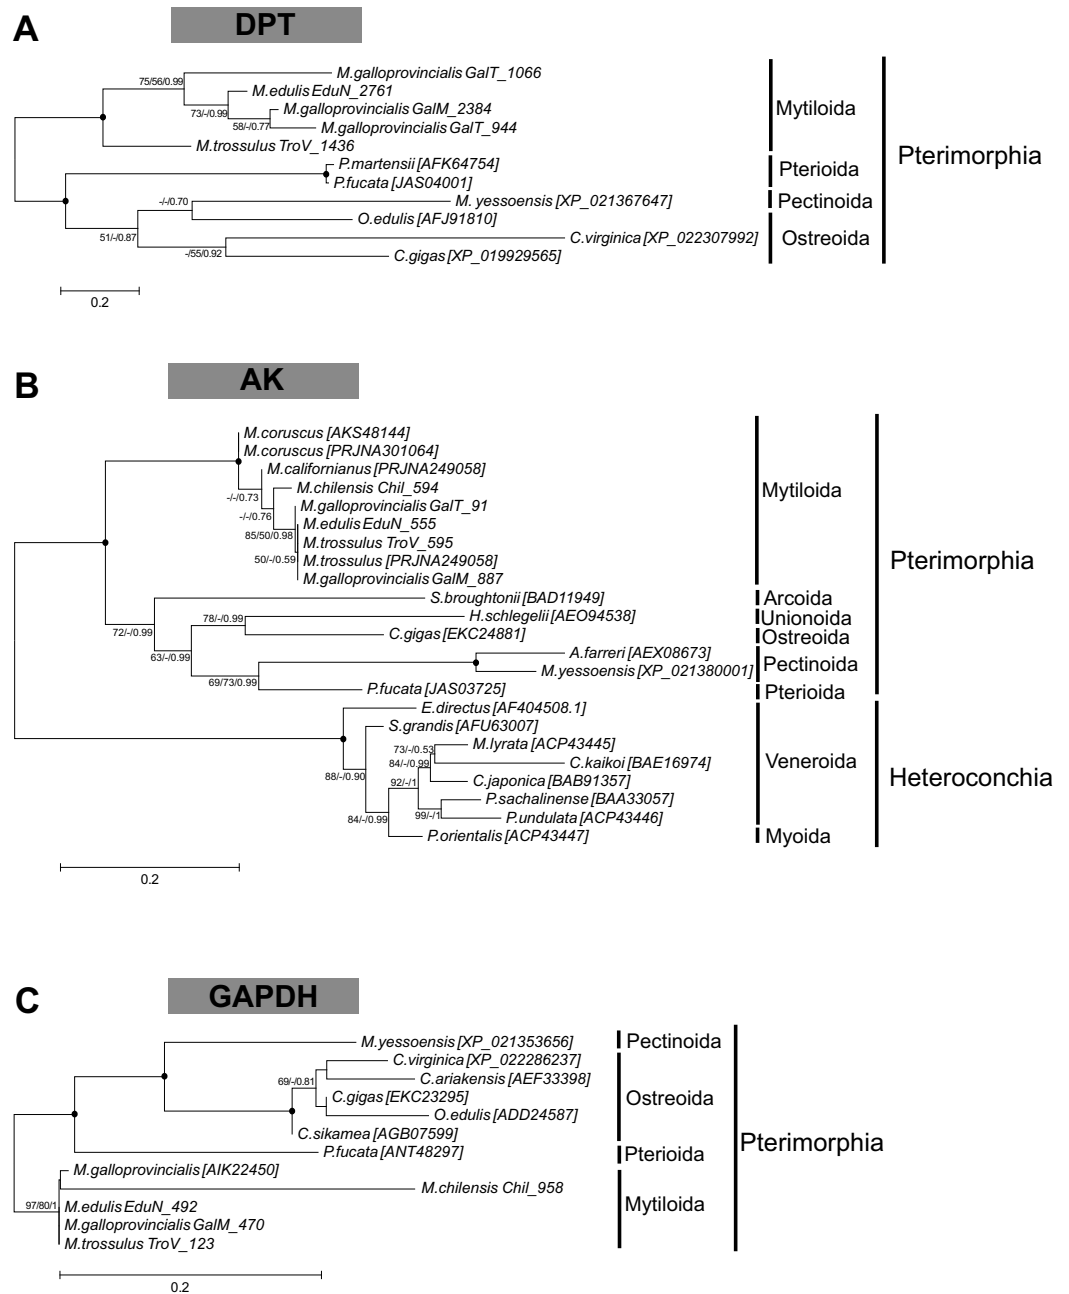 A
DPT
M.galloprovincialis GalT_1066
75/56/0.99
M.edulis EduN_2761
M.galloprovincialis GalM_2384
73/-/0.99
M.galloprovincialis GalT_944
58/-/0.77
M.trossulus TroV_1436
Mytiloida
P.martensii [AFK64754]
P.fucata [JAS04001]
Pterioida
Pterimorphia
M. yessoensis [XP_021367647]
-/-/0.70
Pectinoida
O.edulis [AFJ91810]
51/-/0.87
C.virginica [XP_022307992]
Ostreoida
-/55/0.92
C.gigas [XP_019929565]
0.2
B
AK
M.coruscus [AKS48144]
M.coruscus [PRJNA301064]
M.californianus [PRJNA249058]
-/-/0.73
M.chilensis Chil_594
Mytiloida
M.galloprovincialis GalT_91
-/-/0.76
M.edulis EduN_555
85/50/0.98
M.trossulus TroV_595
M.trossulus [PRJNA249058]
50/-/0.59
M.galloprovincialis GalM_887
Pterimorphia
S.broughtonii [BAD11949]
Arcoida
H.schlegelii [AEO94538]
78/-/0.99
Unionoida
72/-/0.99
C.gigas [EKC24881]
Ostreoida
A.farreri [AEX08673]
63/-/0.99
Pectinoida
M.yessoensis [XP_021380001]
69/73/0.99
P.fucata [JAS03725]
Pterioida
E.directus [AF404508.1]
S.grandis [AFU63007]
M.lyrata [ACP43445]
73/-/0.53
C.kaikoi [BAE16974]
84/-/0.99
Veneroida
88/-/0.90
C.japonica [BAB91357]
92/-/1
Heteroconchia
P.sachalinense [BAA33057]
P.undulata [ACP43446]
99/-/1
84/-/0.99
P.orientalis [ACP43447]
Myoida
0.2
C
GAPDH
M.yessoensis [XP_021353656]
Pectinoida
C.virginica [XP_022286237]
69/-/0.81
C.ariakensis [AEF33398]
C.gigas [EKC23295]
Ostreoida
O.edulis [ADD24587]
C.sikamea [AGB07599]
P.fucata [ANT48297]
Pterioida
Pterimorphia
M.galloprovincialis [AIK22450]
M.chilensis Chil_958
97/80/1
M.edulis EduN_492
Mytiloida
M.galloprovincialis GalM_470
M.trossulus TroV_123
0.2